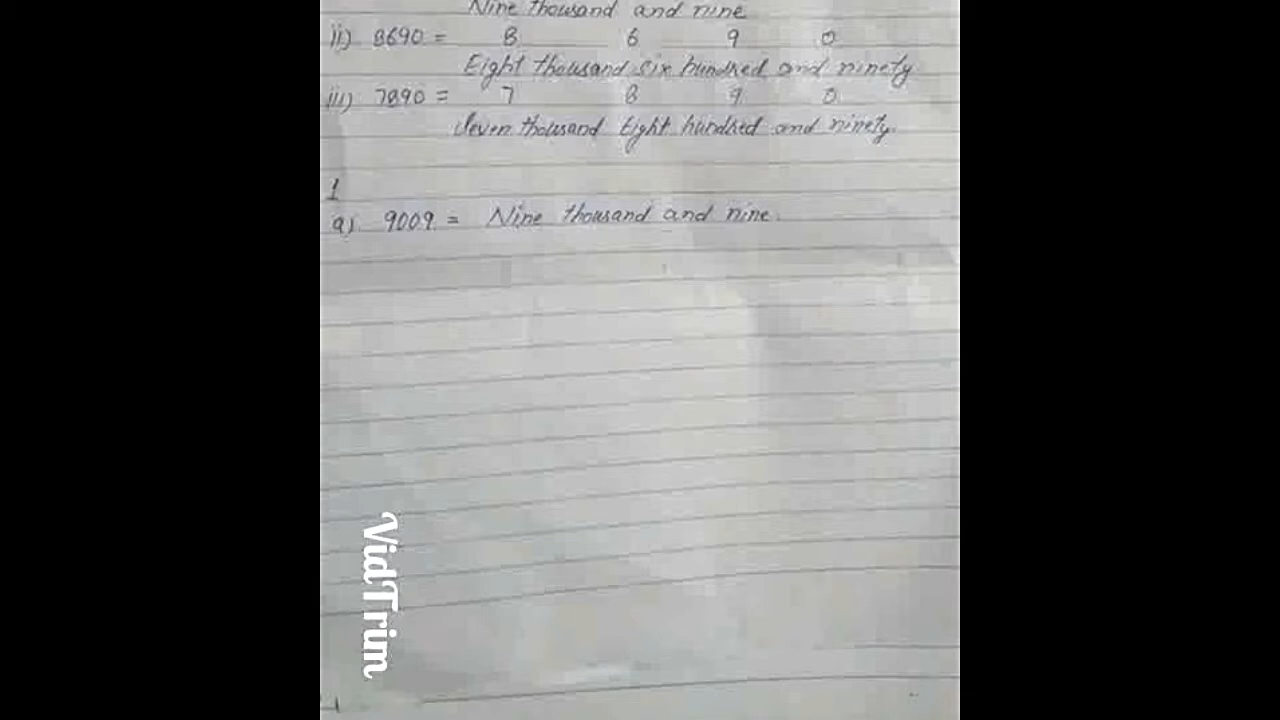 Nine thousand and nine
ii) 8690 = 8 6 9 0
Eight thousand six hundred and ninety
iii) 7890 = 7 8 9 0
Seven thousand Eight hundred and ninety.
1
a). 9009. = Nine thousand and nine.
VidTrim